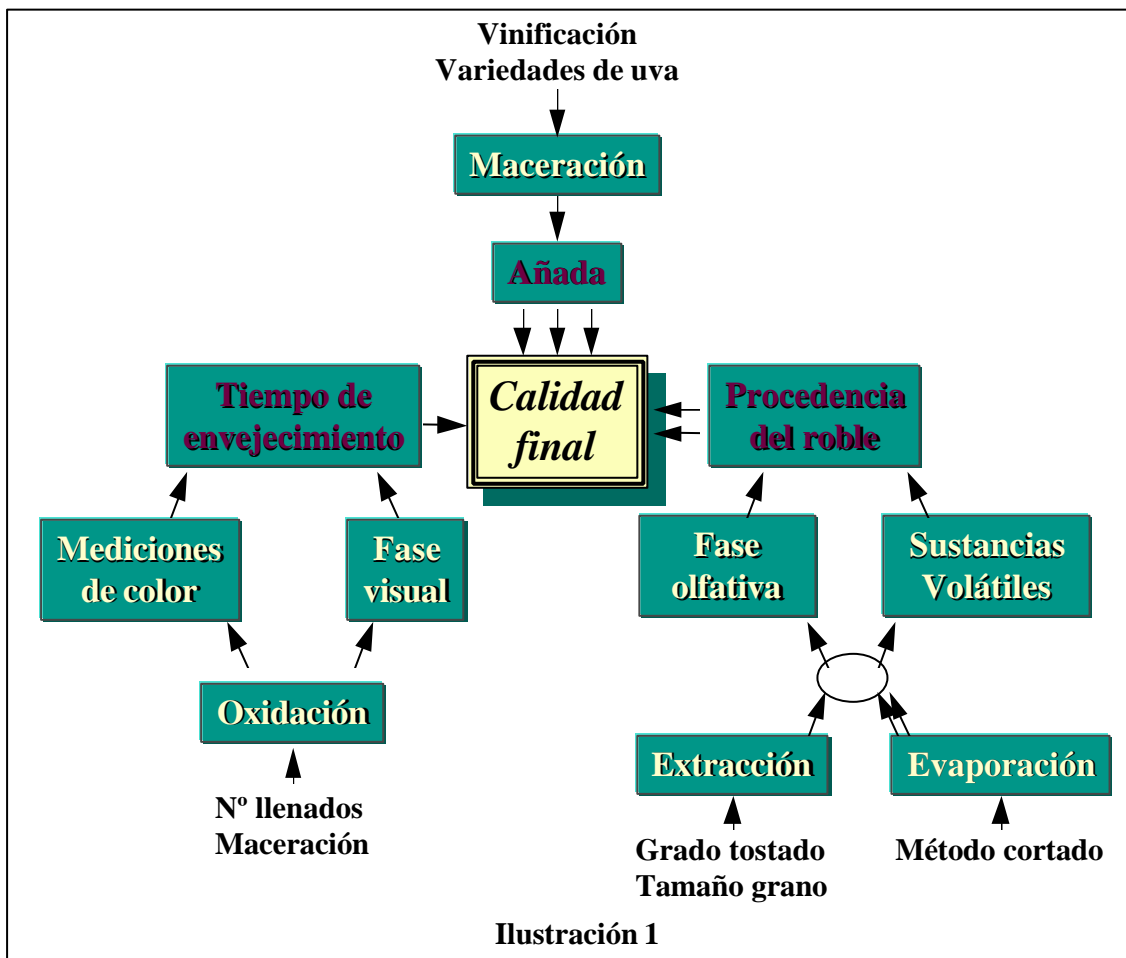 Vinificación
Variedades de uva
Maceración
Añada
Tiempo de
envejecimiento
Calidad
final
Procedencia
del roble
Mediciones
de color
Fase
visual
Fase
olfativa
Sustancias
Volátiles
Oxidación
Extracción
Evaporación
Nº llenados
Maceración
Grado tostado
Tamaño grano
Método cortado
Ilustración 1